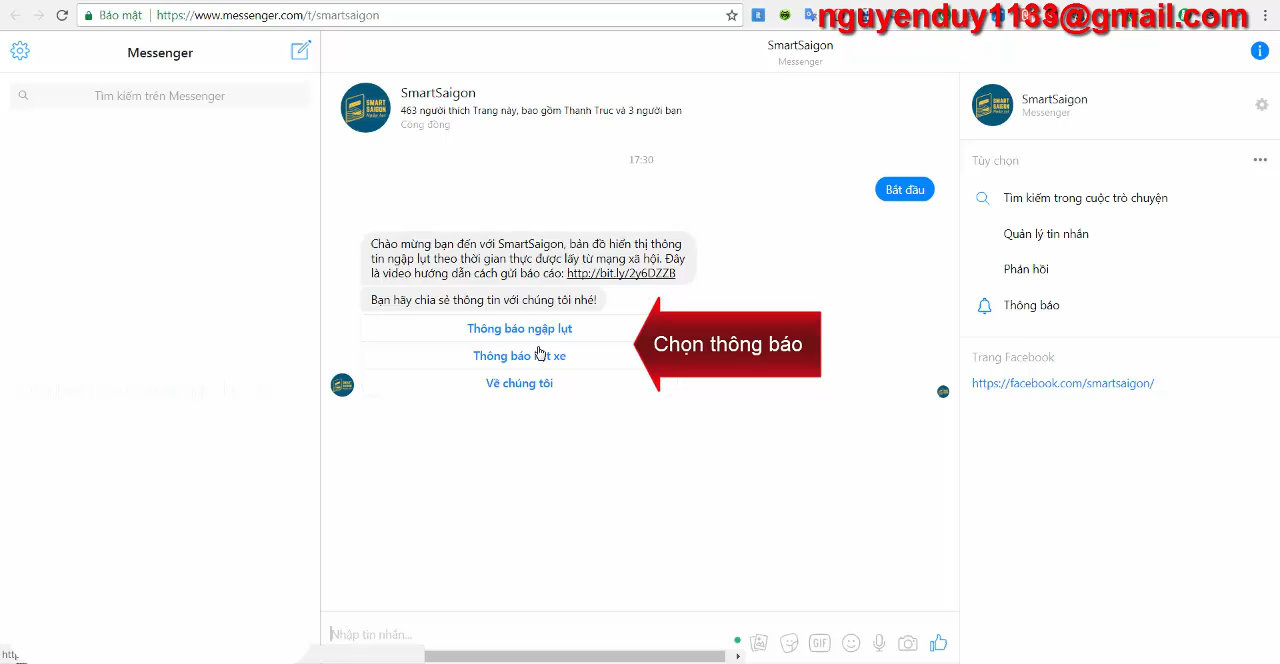 Bảo mật
https://www.messenger.com/t/smartsaigon
nguyenduy1133@gmail.com
Messenger
Tìm kiếm trên Messenger
SmartSaigon
Messenger
SMART SAIGON
SmartSaigon
463 người thích Trang này, bao gồm Thanh Truc và 3 người bạn
Cộng đồng
17:30
Bắt đầu
Chào mừng bạn đến với SmartSaigon, bản đồ hiển thị thông
tin ngập lụt theo thời gian thực được lấy từ mạng xã hội. Đây
là video hướng dẫn cách gửi báo cáo: http://bit.ly/2y6DZZB
Bạn hãy chia sẻ thông tin với chúng tôi nhé!
Thông báo ngập lụt
Thông báo xe
Về chúng tôi
Chọn thông báo
Nhập tin nhắn...
GIF
SMART SAIGON
SmartSaigon
Messenger
Tùy chọn
Tìm kiếm trong cuộc trò chuyện
Quản lý tin nhắn
Phản hồi
Thông báo
Trang Facebook
https://facebook.com/smartsaigon/